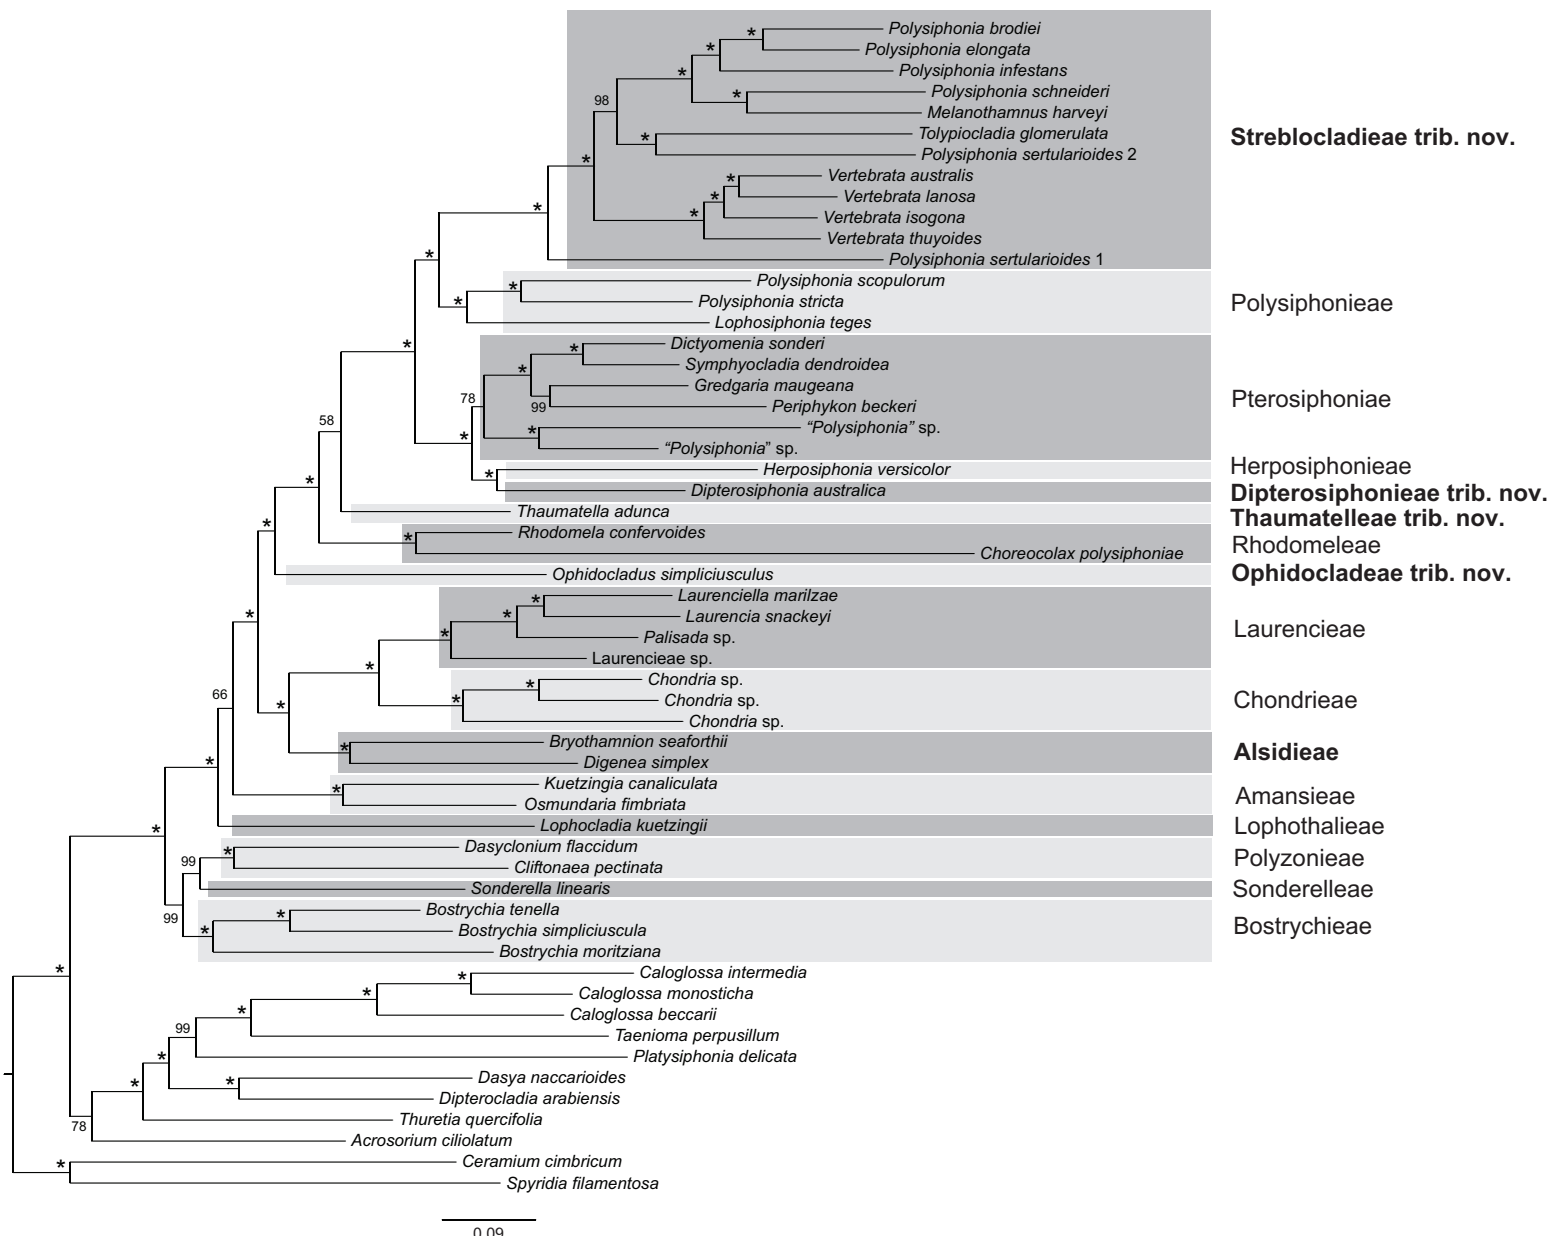 Polysiphonia brodiei
Polysiphonia elongata
Polysiphonia infestans
Polysiphonia schneideri
Melanothamnus harveyi
Tolypiocladia glomerulata
Polysiphonia sertularioides 2
Vertebrata australis
Vertebrata lanosa
Vertebrata isogona
Vertebrata thuyoides
Polysiphonia sertularioides 1
Streblocladieae trib. nov.
Polysiphonia scopulorum
Polysiphonia stricta
Lophosiphonia teges
Polysiphonieae
Dictyomenia sonderi
Symphyocladia dendroidea
Gredgaria maugeana
Periphykon beckeri
"Polysiphonia" sp.
"Polysiphonia" sp.
Pterosiphoniae
Herposiphonia versicolor
Herposiphonieae
Dipterosiphonia australica
Dipterosiphonieae trib. nov.
Thaumatella adunca
Thaumatelleae trib. nov.
Rhodomela confervoides
Choreocolax polysiphoniae
Rhodomeleae
Ophidocladus simpliciusculus
Ophidocladeae trib. nov.
Laurenciella marilzae
Laurencia snackeyi
Palisada sp.
Laurencieae sp.
Laurencieae
Chondria sp.
Chondria sp.
Chondria sp.
Chondrieae
Bryothamnion seaforthii
Digenea simplex
Alsidieae
Kuetzingia canaliculata
Osmundaria fimbriata
Amansieae
Lophocladia kuetzingii
Lophothalieae
Dasyclonium flaccidum
Cliftonaea pectinata
Polyzonieae
Sonderella linearis
Sonderelleae
Bostrychia tenella
Bostrychia simpliciuscula
Bostrychia moritziana
Bostrychieae
Caloglossa intermedia
Caloglossa monosticha
Caloglossa beccarii
Taenioma perpusillum
Platysiphonia delicata
Dasya naccarioides
Dipterocladia arabiensis
Thuretia quercifolia
Acrosorium ciliolatum
Ceramium cimbricum
Spyridia filamentosa
98
78
99
58
66
99
99
99
78
0.09